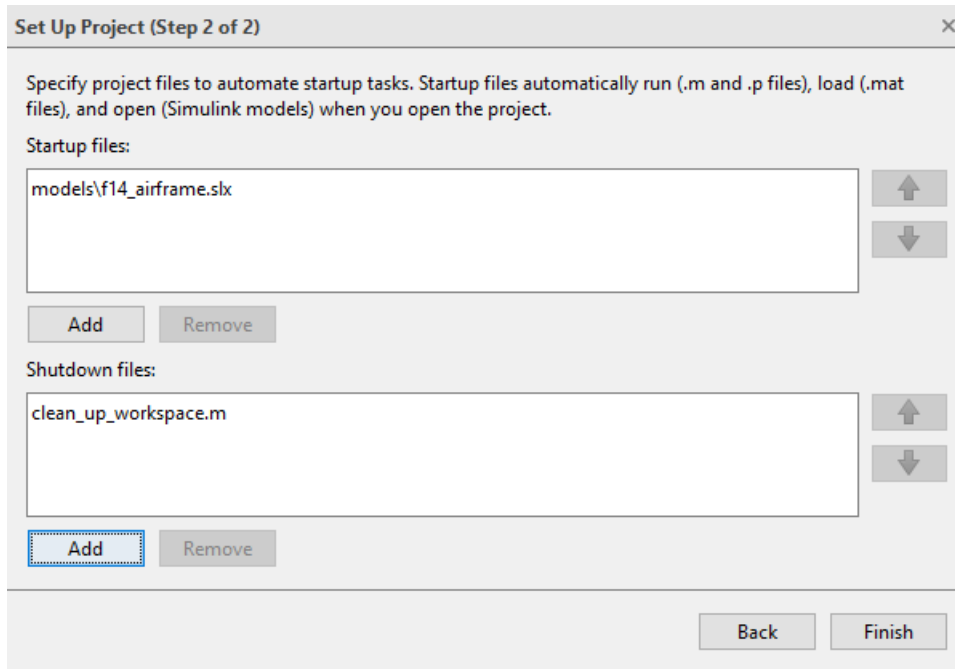 Set Up Project (Step 2 of 2)
Specify project files to automate startup tasks. Startup files automatically run (.m and .p files), load (.mat
files), and open (Simulink models) when you open the project.
Startup files:
models\f14_airframe.slx
Add Remove
Shutdown files:
clean_up_workspace.m
Add Remove
Back Finish